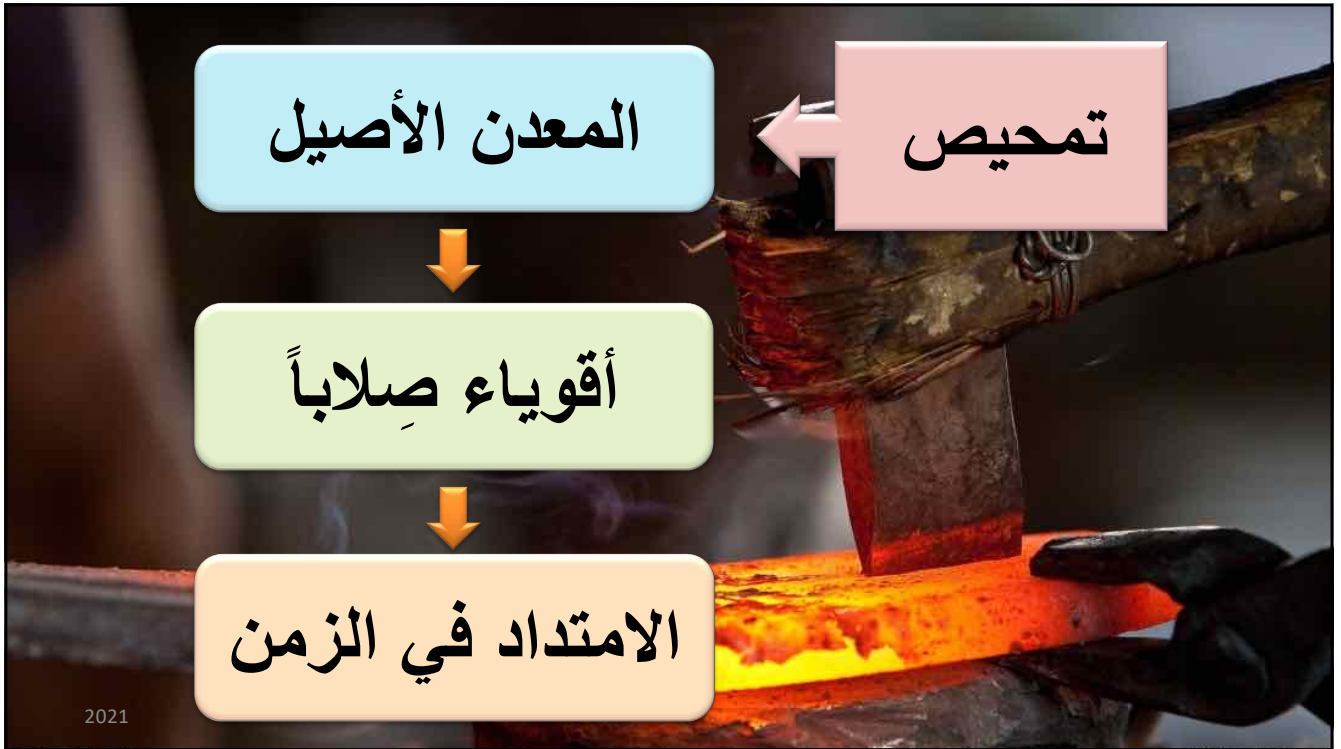 تمحيص
المعدن الأصيل
أقوياء صِلاباً
الامتداد في الزمن
2021